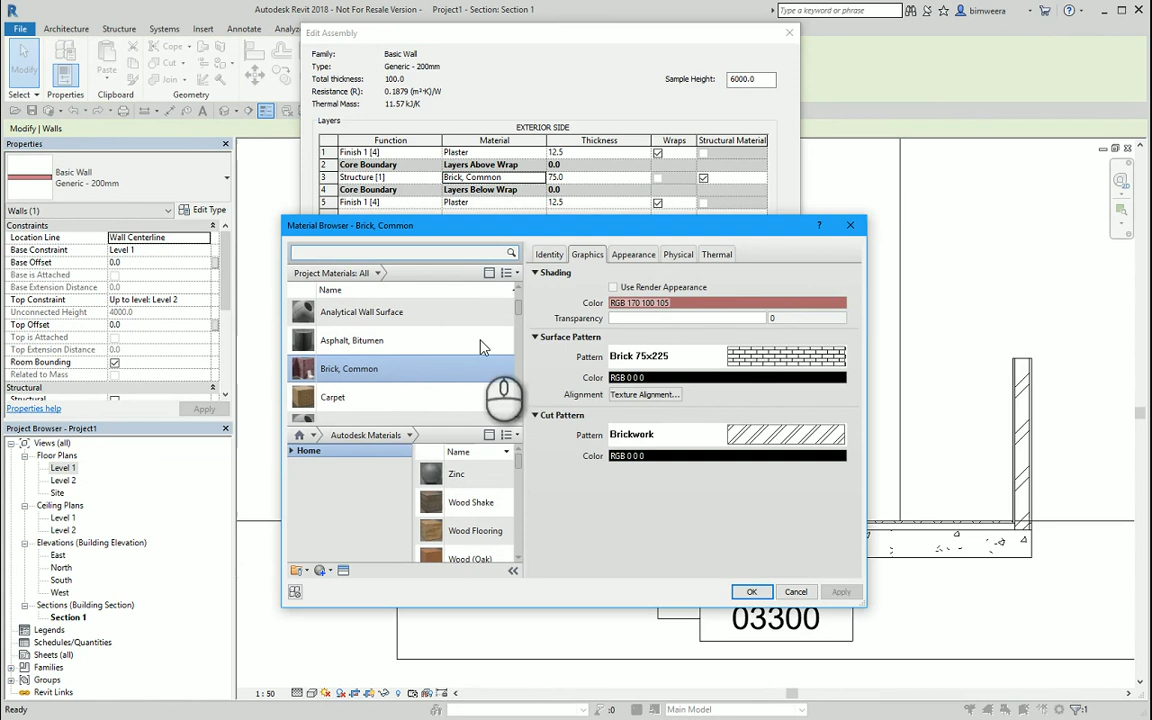 Autodesk Revit 2018 - Not For Resale Version - Project1 - Section: Section 1
Type a keyword or phrase
bimweera
File Architecture Structure Systems Insert Annotate Analyz
Modify
Paste
Cope
Cut
Join
Select Properties Clipboard Geometry
Modify | Walls
Edit Assembly
Family: Basic Wall
Type: Generic - 200mm
Total thickness: 100.0
Sample Height: 6000.0
Resistance (R): 0.1879 (m²·K)/W
Thermal Mass: 11.57 kJ/K
Layers
EXTERIOR SIDE
Function Material Thickness Wraps Structural Material
1 Finish 1 [4] Plaster 12.5
2 Core Boundary Layers Above Wrap 0.0
3 Structure [1] Brick, Common 75.0
4 Core Boundary Layers Below Wrap 0.0
5 Finish 1 [4] Plaster 12.5
Properties
Basic Wall
Generic - 200mm
Walls (1)
Edit Type
Constraints
Location Line Wall Centerline
Base Constraint Level 1
Base Offset 0.0
Base is Attached
Base Extension Distance 0.0
Top Constraint Up to level: Level 2
Unconnected Height 4000.0
Top Offset 0.0
Top is Attached
Top Extension Distance 0.0
Room Bounding
Related to Mass
Structural
Properties help
Apply
Project Browser - Project1
Views (all)
Floor Plans
Level 1
Level 2
Site
Ceiling Plans
Level 1
Level 2
Elevations (Building Elevation)
East
North
South
West
Sections (Building Section)
Section 1
Legends
Schedules/Quantities
Sheets (all)
Families
Groups
Revit Links
Material Browser - Brick, Common
Project Materials: All
Name
Analytical Wall Surface
Asphalt, Bitumen
Brick, Common
Carpet
Autodesk Materials
Home
Name
Zinc
Wood Shake
Wood Flooring
Wood (Oak)
Identity Graphics Appearance Physical Thermal
Shading
Use Render Appearance
Color RGB 170 100 105
Transparency 0
Surface Pattern
Pattern Brick 75x225
Color RGB 0 0 0
Alignment Texture Alignment...
Cut Pattern
Pattern Brickwork
Color RGB 0 0 0
OK Cancel Apply
03300
1 : 50
Ready
:0
Main Model
:1